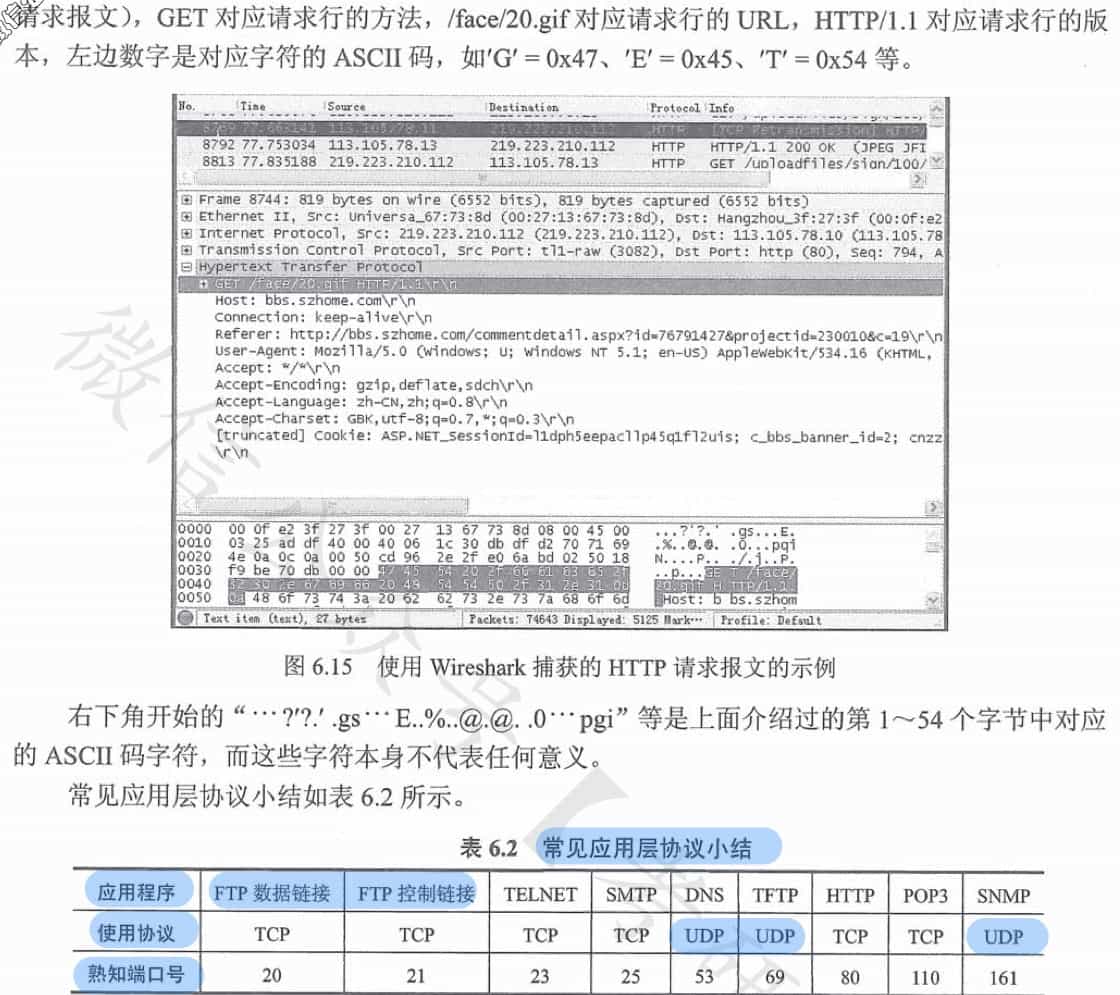 请求报文），GET 对应请求行的方法，/face/20.gif 对应请求行的 URL，HTTP/1.1 对应请求行的版
本，左边数字是对应字符的 ASCII 码，如'G' = 0x47、'E' = 0x45、'T' = 0x54 等。
No. Time Source Destination Protocol Info
8769 77.663141 113.105.78.11 219.223.210.112 HTTP [TCP Retransmission] HTTP/
8792 77.753034 113.105.78.13 219.223.210.112 HTTP HTTP/1.1 200 OK (JPEG JFI
8813 77.835188 219.223.210.112 113.105.78.13 HTTP GET /uploadfiles/sign/100/
Frame 8744: 819 bytes on wire (6552 bits), 819 bytes captured (6552 bits)
Ethernet II, Src: Universa_67:73:8d (00:27:13:67:73:8d), Dst: Hangzhou_3f:27:3f (00:0f:e2
Internet Protocol, Src: 219.223.210.112 (219.223.210.112), Dst: 113.105.78.10 (113.105.78
Transmission Control Protocol, Src Port: tl1-raw (3082), Dst Port: http (80), Seq: 794, A
Hypertext Transfer Protocol
GET /face/20.gif HTTP/1.1\r\n
Host: bbs.szhome.com\r\n
Connection: keep-alive\r\n
Referer: http://bbs.szhome.com/commentdetail.aspx?id=76791427&projectid=230010&c=19\r\n
User-Agent: Mozilla/5.0 (Windows; U; Windows NT 5.1; en-US) AppleWebKit/534.16 (KHTML,
Accept: */*\r\n
Accept-Encoding: gzip,deflate,sdch\r\n
Accept-Language: zh-CN,zh;q=0.8\r\n
Accept-Charset: GBK,utf-8;q=0.7,*;q=0.3\r\n
[truncated] Cookie: ASP.NET_SessionId=l1dph5eepacl1p45q1fl2uis; c_bbs_banner_id=2; cnzz
\r\n
0000 00 0f e2 3f 27 3f 00 27 13 67 73 8d 08 00 45 00 ...?'?.' .gs...E.
0010 03 25 ad df 40 00 40 06 1c 30 db df d2 70 71 69 .%..@.@. .0...pqi
0020 4e 0a 0c 0a 00 50 cd 96 2e 2f e0 6a bd 02 50 18 N....P.. ./.j..P.
0030 f9 be 70 db 00 00 47 45 54 20 2f 66 61 63 65 2f ..p...GE T /face/
0040 32 30 2e 67 69 66 20 48 54 54 50 2f 31 2e 31 0d 20.gif H TTP/1.1.
0050 0a 48 6f 73 74 3a 20 62 62 73 2e 73 7a 68 6f 6d .Host: b bs.szhom
Text item (text), 27 bytes Packets: 74643 Displayed: 5125 Mark… Profile: Default
图 6.15 使用 Wireshark 捕获的 HTTP 请求报文的示例
右下角开始的“…?'?.' .gs…E..%..@.@. .0…pgi”等是上面介绍过的第 1～54 个字节中对应
的 ASCII 码字符，而这些字符本身不代表任何意义。
常见应用层协议小结如表 6.2 所示。
表 6.2 常见应用层协议小结
应用程序 FTP 数据链接 FTP 控制链接 TELNET SMTP DNS TFTP HTTP POP3 SNMP
使用协议 TCP TCP TCP TCP UDP UDP TCP TCP UDP
熟知端口号 20 21 23 25 53 69 80 110 161